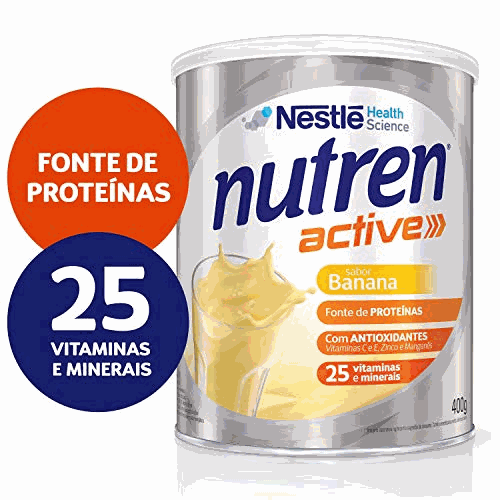 FONTE DE
PROTEÍNAS
25
VITAMINAS
E MINERAIS
Nestlé Health
Science
nutren®
active
sabor
Banana
Fonte de PROTEÍNAS
Com ANTIOXIDANTES
Vitaminas C e E, Zinco e Manganês
25 vitaminas
e minerais
400g